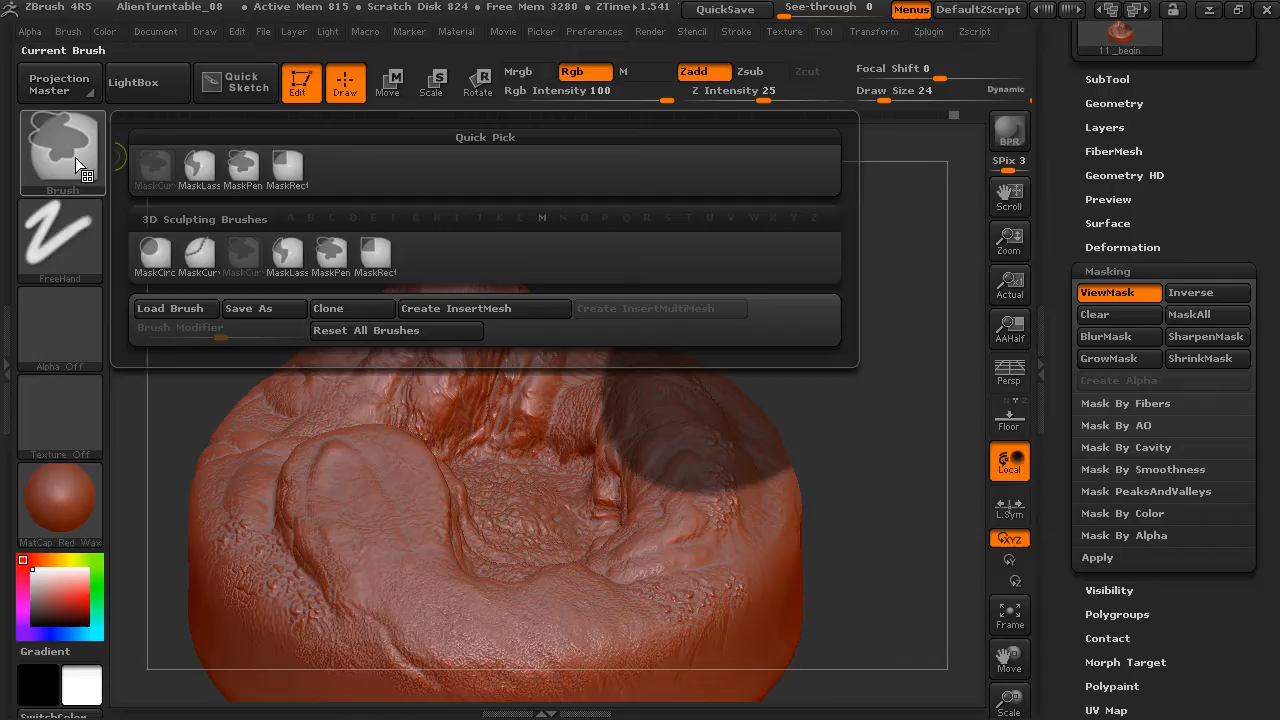 ZBrush 4R5 AlienTurntable_08 • Active Mem 815 • Scratch Disk 824 • Free Mem 3280 • ZTime▸1.541 QuickSave See-through 0 Menus DefaultZScript
Alpha Brush Color Document Draw Edit File Layer Light Macro Marker Material Movie Picker Preferences Render Stencil Stroke Texture Tool Transform Zplugin Zscript
Current Brush
Projection Master
LightBox
Quick Sketch
Edit
Draw
Move
Scale
Rotate
Mrgb Rgb M
Rgb Intensity 100
Zadd Zsub Zcut
Z Intensity 25
Focal Shift 0
Draw Size 24
Dynamic
Brush
FreeHand
Alpha Off
Texture Off
MatCap Red Wax
Gradient
SwitchColor
Quick Pick
MaskCur MaskLass MaskPen MaskRect
3D Sculpting Brushes A B C D E F G H I J K L M N O P Q R S T U V W X Y Z
MaskCirc MaskCur MaskCur MaskLass MaskPen MaskRect
Load Brush Save As Clone Create InsertMesh Create InsertMultiMesh
Brush Modifier Reset All Brushes
BPR
SPix 3
Scroll
Zoom
Actual
AAHalf
Persp
Floor
Local
L.Sym
XYZ
Frame
Move
Scale
11_begin
SubTool
Geometry
Layers
FiberMesh
Geometry HD
Preview
Surface
Deformation
Masking
ViewMask Inverse
Clear MaskAll
BlurMask SharpenMask
GrowMask ShrinkMask
Create Alpha
Mask By Fibers
Mask By AO
Mask By Cavity
Mask By Smoothness
Mask PeaksAndValleys
Mask By Color
Mask By Alpha
Apply
Visibility
Polygroups
Contact
Morph Target
Polypaint
UV Map